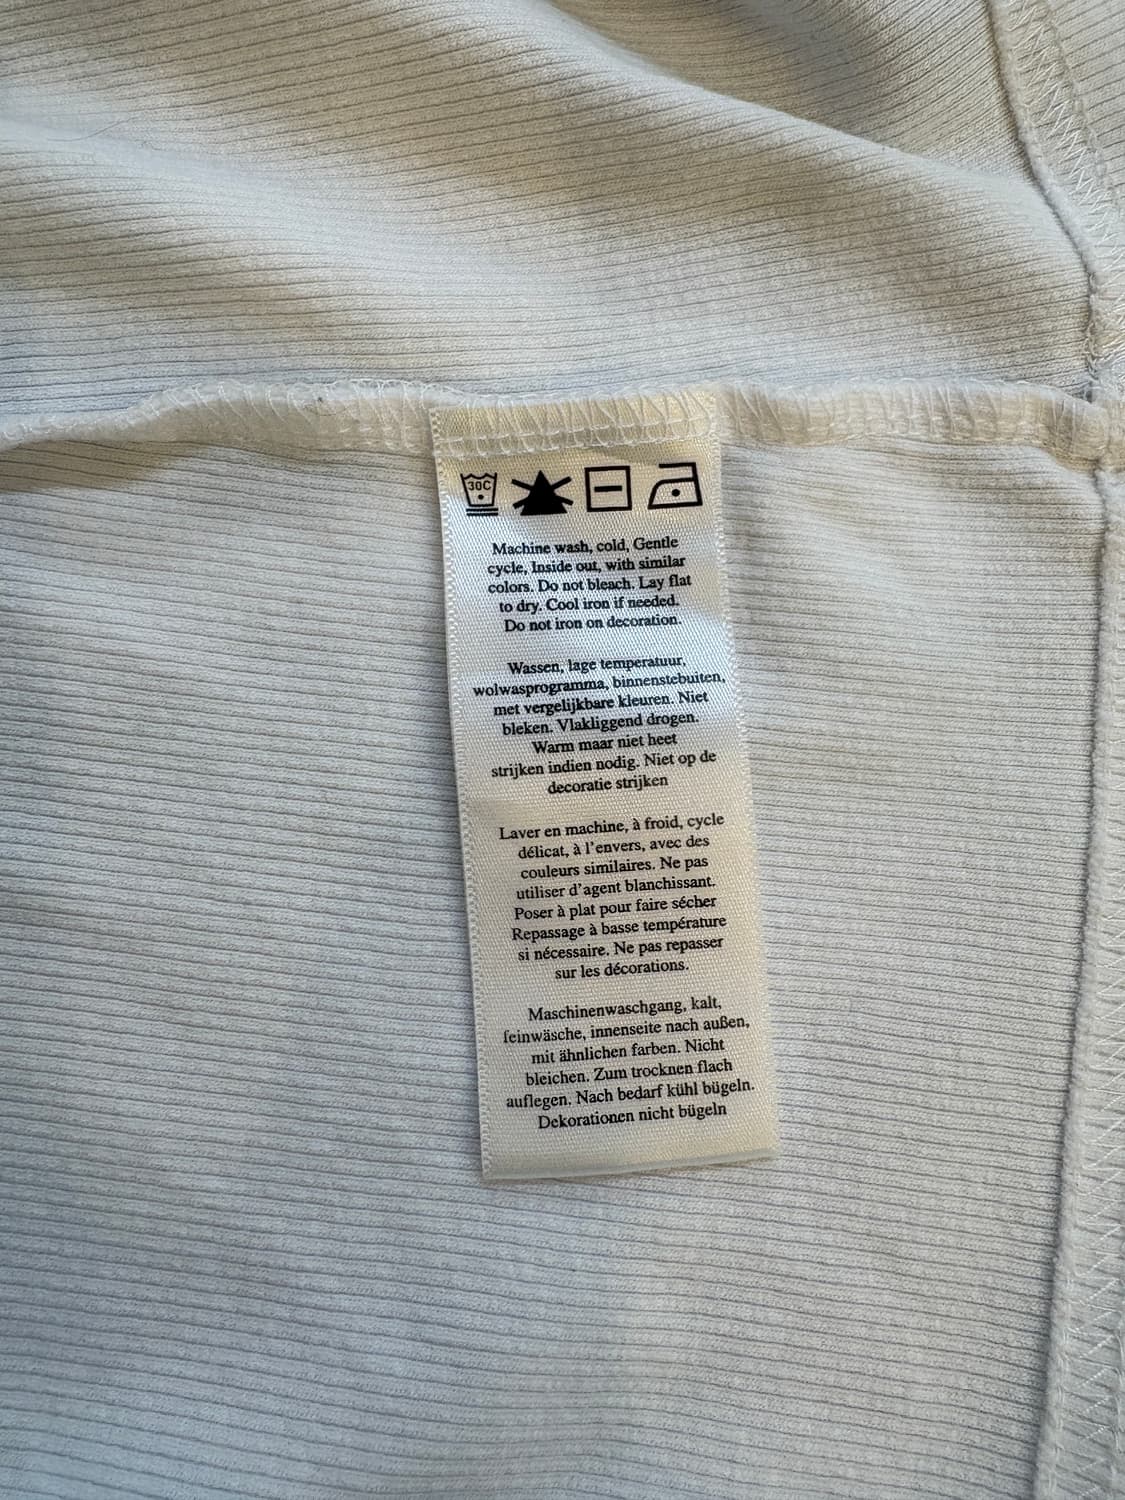 30C
Machine wash, cold, Gentle
cycle, Inside out, with similar
colors. Do not bleach. Lay flat
to dry. Cool iron if needed.
Do not iron on decoration.
Wassen, lage temperatuur,
wolwasprogramma, binnenstebuiten,
met vergelijkbare kleuren. Niet
bleken. Vlakliggend drogen.
Warm maar niet heet
strijken indien nodig. Niet op de
decoratie strijken
Laver en machine, à froid, cycle
délicat, à l’envers, avec des
couleurs similaires. Ne pas
utiliser d’agent blanchissant.
Poser à plat pour faire sécher
Repassage à basse température
si nécessaire. Ne pas repasser
sur les décorations.
Maschinenwaschgang, kalt,
feinwäsche, innenseite nach außen,
mit ähnlichen farben. Nicht
bleichen. Zum trocknen flach
auflegen. Nach bedarf kühl bügeln.
Dekorationen nicht bügeln